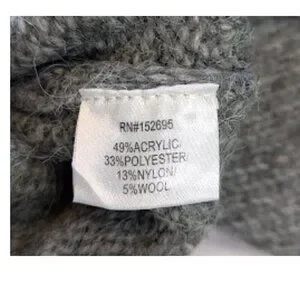 RN#152695
49%ACRYLIC/
33%POLYESTER
13%NYLON/
5%WOOL